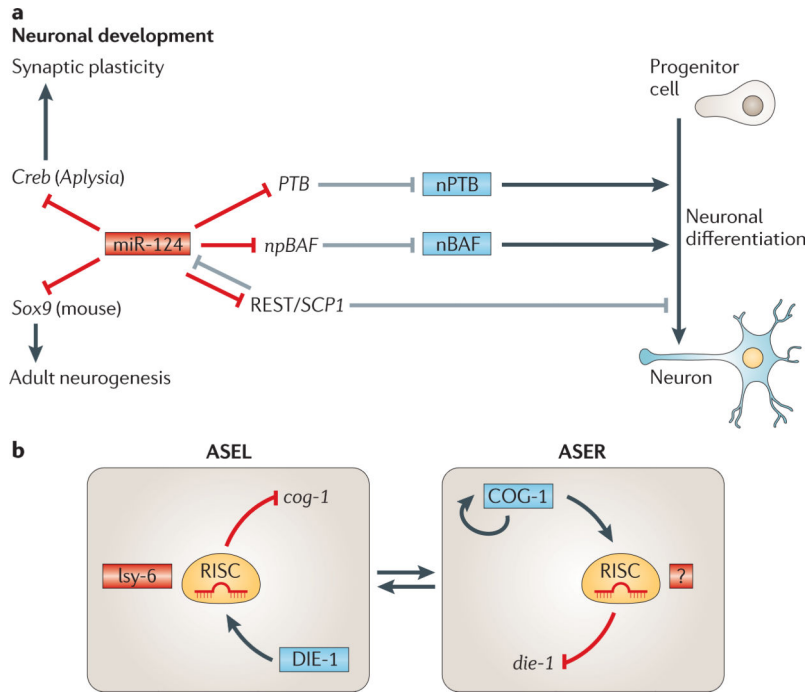 a
Neuronal development
Synaptic plasticity
Progenitor
cell
Creb (Aplysia)
PTB
nPTB
miR-124
npBAF
nBAF
Neuronal
differentiation
Sox9 (mouse)
REST/SCP1
Adult neurogenesis
Neuron
b
ASEL
ASER
cog-1
COG-1
lsy-6
RISC
RISC
?
DIE-1
die-1